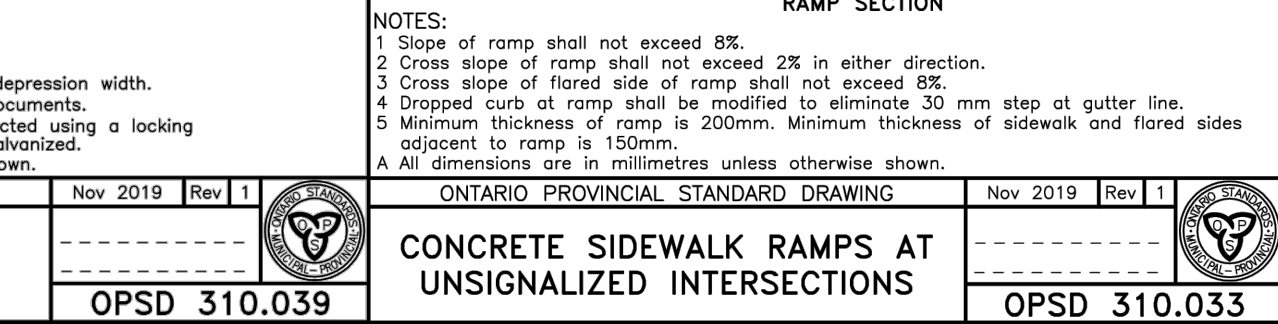 depression width.
ocuments.
cted using a locking
alvanized.
own.
Nov 2019 Rev 1
ONTARIO STANDARDS
MUNICIPAL – PROVINCIAL
O P S
OPSD 310.039
RAMP SECTION
NOTES:
1 Slope of ramp shall not exceed 8%.
2 Cross slope of ramp shall not exceed 2% in either direction.
3 Cross slope of flared side of ramp shall not exceed 8%.
4 Dropped curb at ramp shall be modified to eliminate 30 mm step at gutter line.
5 Minimum thickness of ramp is 200mm. Minimum thickness of sidewalk and flared sides
adjacent to ramp is 150mm.
A All dimensions are in millimetres unless otherwise shown.
ONTARIO PROVINCIAL STANDARD DRAWING
CONCRETE SIDEWALK RAMPS AT
UNSIGNALIZED INTERSECTIONS
Nov 2019 Rev 1
ONTARIO STANDARDS
MUNICIPAL – PROVINCIAL
O P S
OPSD 310.033